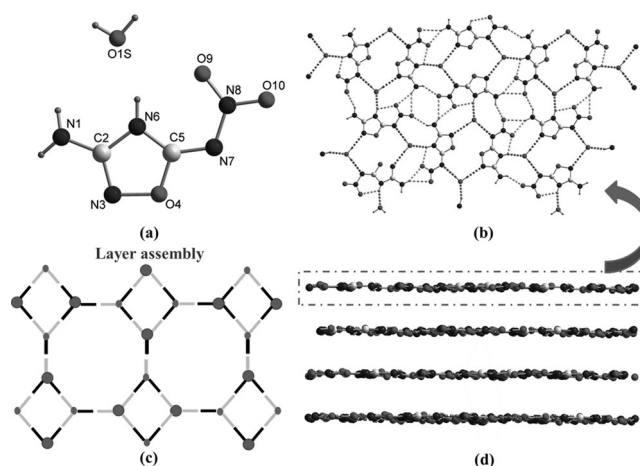 O1S
O9
O10
N8
N6
N1
C2
C5
N7
N3
O4
(a)
(b)
Layer assembly
(c)
(d)